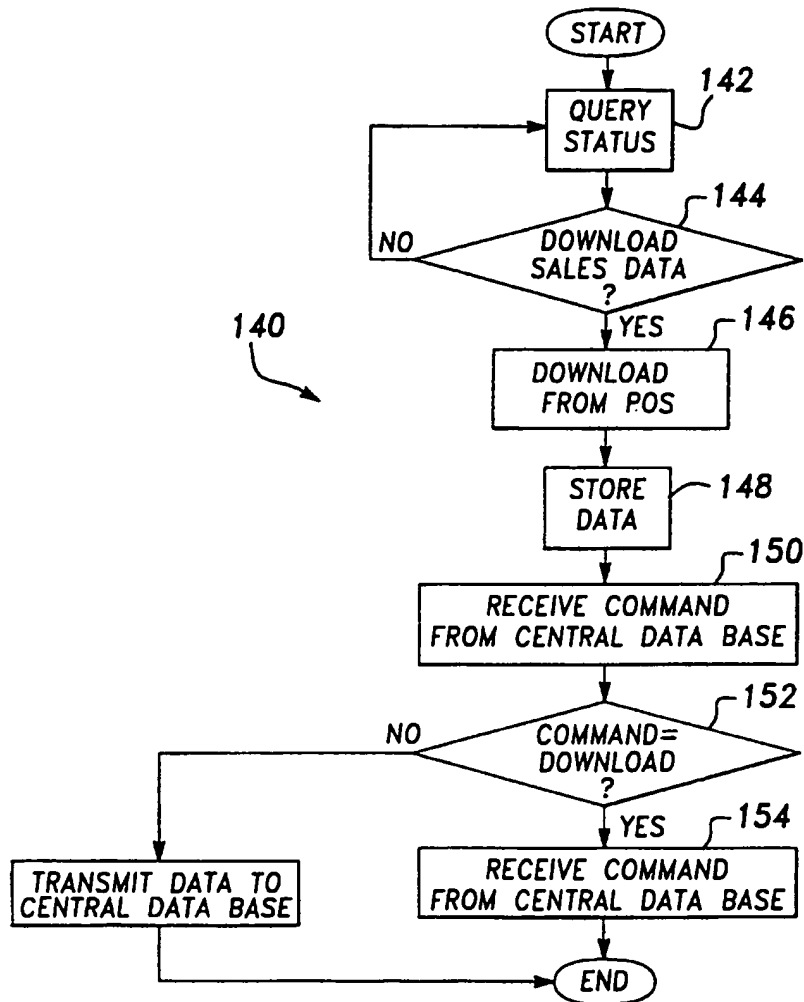 START
142
QUERY
STATUS
144
NO
DOWNLOAD
SALES DATA
?
YES
146
140
DOWNLOAD
FROM POS
STORE
DATA
148
150
RECEIVE COMMAND
FROM CENTRAL DATA BASE
152
NO
COMMAND=
DOWNLOAD
?
YES
154
TRANSMIT DATA TO
CENTRAL DATA BASE
RECEIVE COMMAND
FROM CENTRAL DATA BASE
END